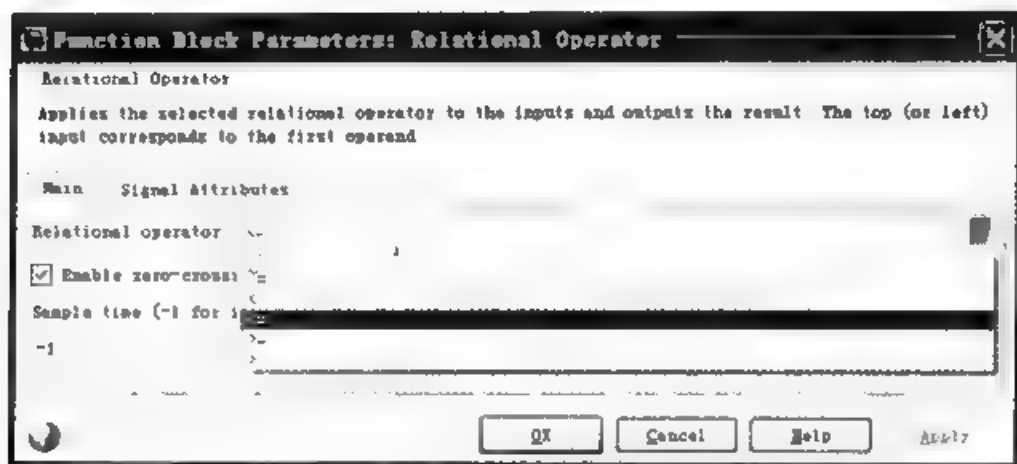 Function Block Parameters: Relational Operator
Relational Operator
Applies the selected relational operator to the inputs and outputs the result The top (or left)
input corresponds to the first operand
Main Signal Attributes
Relational operator
Enable zero-cross
Sample time (-1 for i
-1
~=
<
>=
>
OK Cancel Help Apply